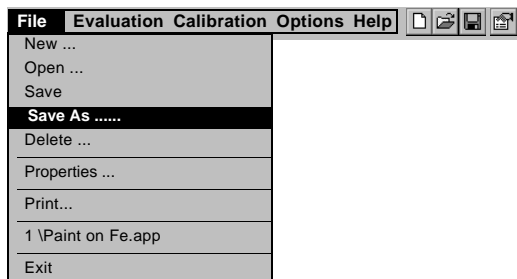 File Evaluation Calibration Options Help
New ...
Open ...
Save
Save As ......
Delete ...
Properties ...
Print...
1 \Paint on Fe.app
Exit